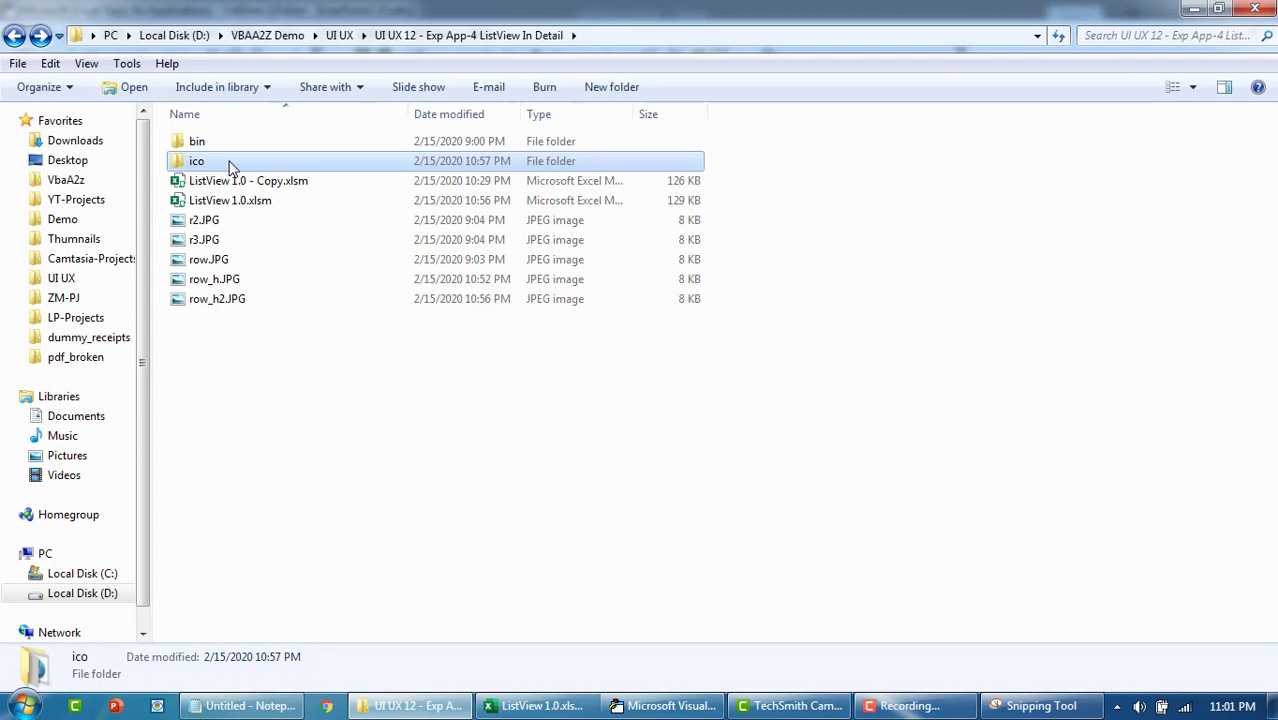 PC Local Disk (D:) VBAA2Z Demo UI UX UI UX 12 - Exp App-4 ListView In Detail Search UI UX 12 - Exp App-4 List...
File Edit View Tools Help
Organize Open Include in library Share with Slide show E-mail Burn New folder
Name Date modified Type Size
bin 2/15/2020 9:00 PM File folder
ico 2/15/2020 10:57 PM File folder
ListView 1.0 - Copy.xlsm 2/15/2020 10:29 PM Microsoft Excel M... 126 KB
ListView 1.0.xlsm 2/15/2020 10:56 PM Microsoft Excel M... 129 KB
r2.JPG 2/15/2020 9:04 PM JPEG image 8 KB
r3.JPG 2/15/2020 9:04 PM JPEG image 8 KB
row.JPG 2/15/2020 9:03 PM JPEG image 8 KB
row_h.JPG 2/15/2020 10:52 PM JPEG image 8 KB
row_h2.JPG 2/15/2020 10:56 PM JPEG image 8 KB
Favorites
Downloads
Desktop
VbaA2z
YT-Projects
Demo
Thumnails
Camtasia-Projects
UI UX
ZM-PJ
LP-Projects
dummy_receipts
pdf_broken
Libraries
Documents
Music
Pictures
Videos
Homegroup
PC
Local Disk (C:)
Local Disk (D:)
Network
ico Date modified: 2/15/2020 10:57 PM
File folder
Untitled - Notep... UI UX 12 - Exp Ap... ListView 1.0.xls... Microsoft Visual... TechSmith Cam... Recording... Snipping Tool 11:01 PM